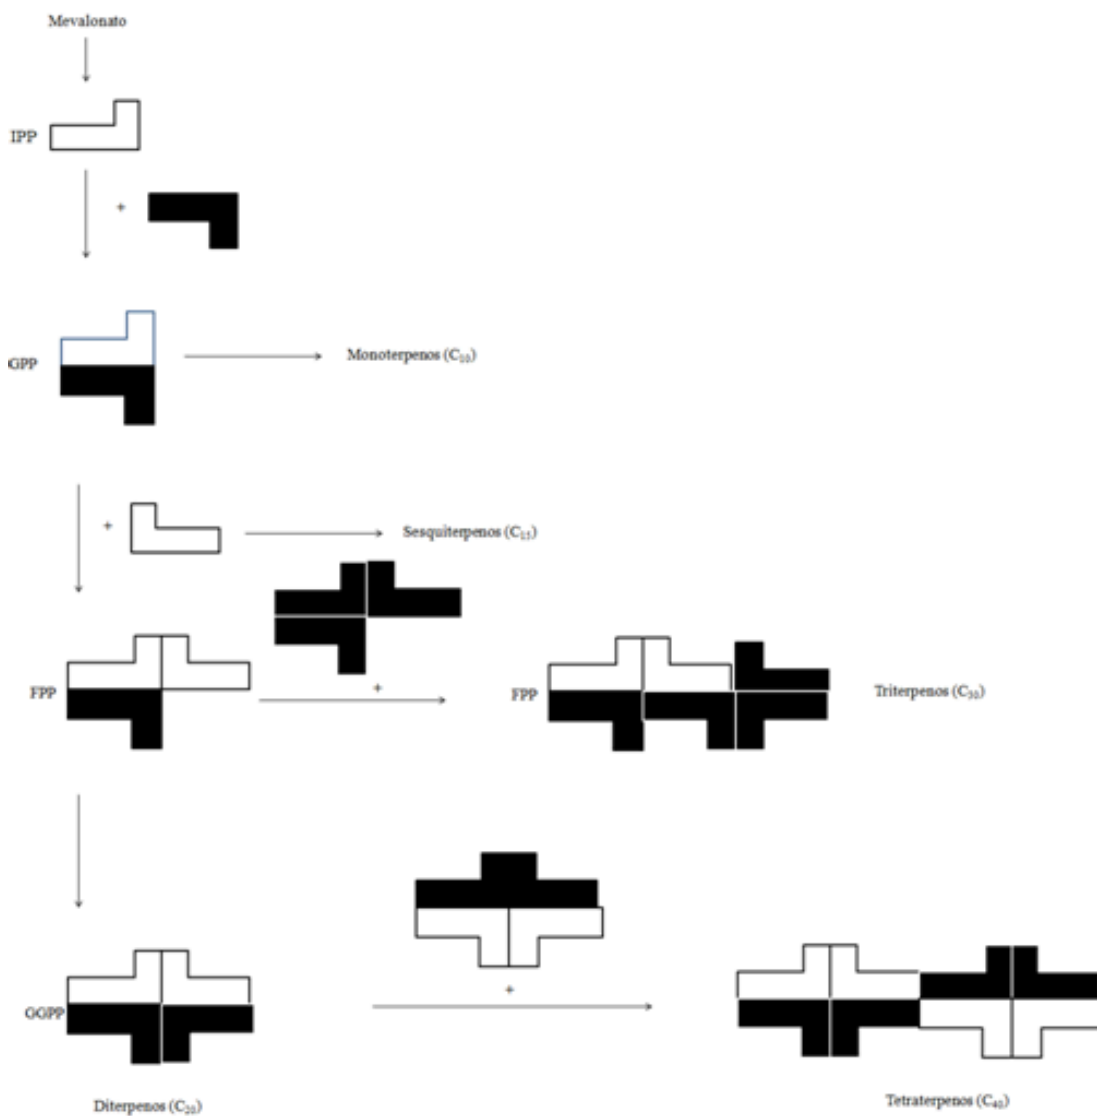 Mevalonato
IPP
+
GPP
Monoterpenos (C₁₀)
+
Sesquiterpenos (C₁₅)
FPP
+
FPP
Triterpenos (C₃₀)
+
GGPP
Diterpenos (C₂₀)
Tetraterpenos (C₄₀)